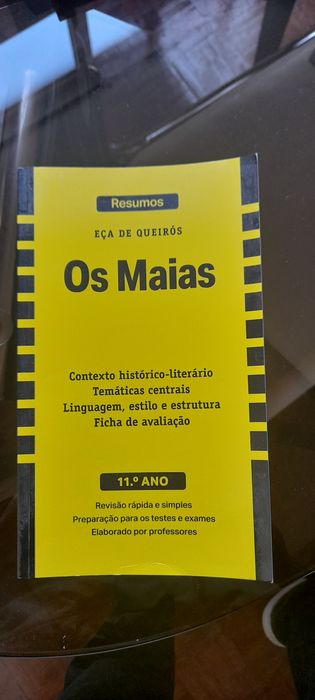 Resumos
EÇA DE QUEIRÓS
Os Maias
Contexto histórico-literário
Temáticas centrais
Linguagem, estilo e estrutura
Ficha de avaliação
11.º ANO
Revisão rápida e simples
Preparação para os testes e exames
Elaborado por professores